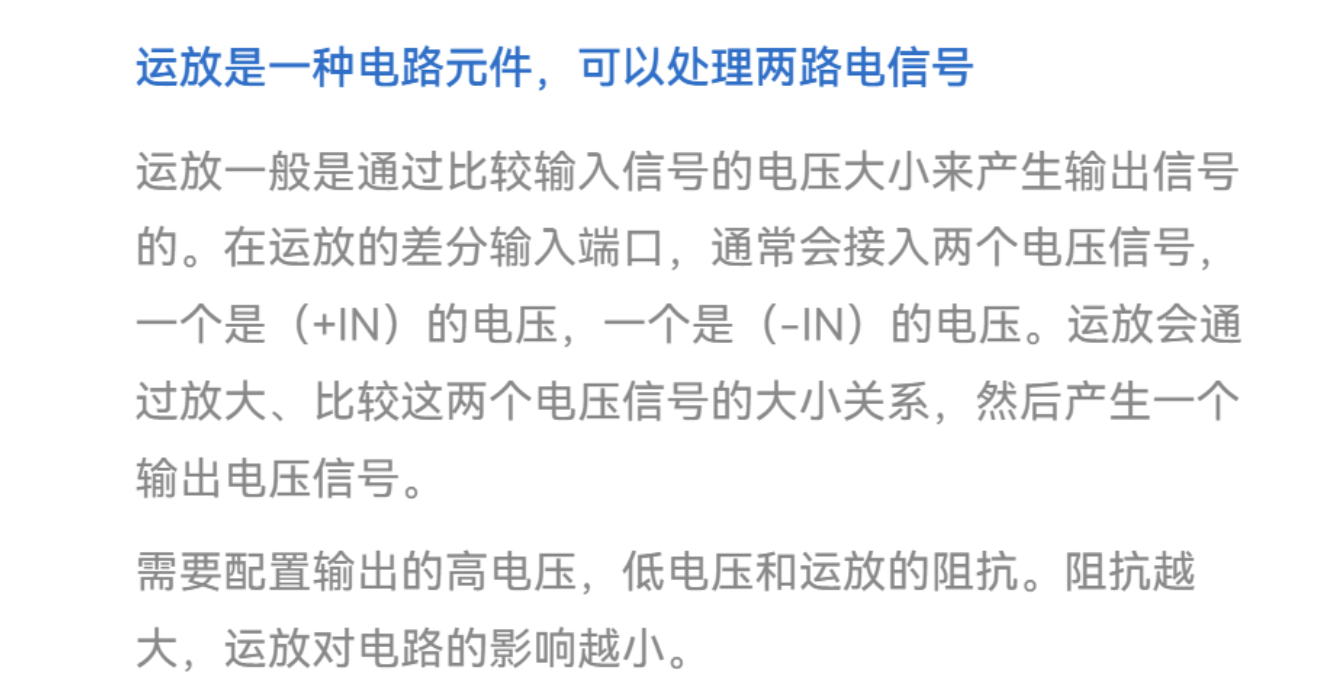 运放是一种电路元件，可以处理两路电信号
运放一般是通过比较输入信号的电压大小来产生输出信号
的。在运放的差分输入端口，通常会接入两个电压信号，
一个是（+IN）的电压，一个是（-IN）的电压。运放会通
过放大、比较这两个电压信号的大小关系，然后产生一个
输出电压信号。
需要配置输出的高电压，低电压和运放的阻抗。阻抗越
大，运放对电路的影响越小。